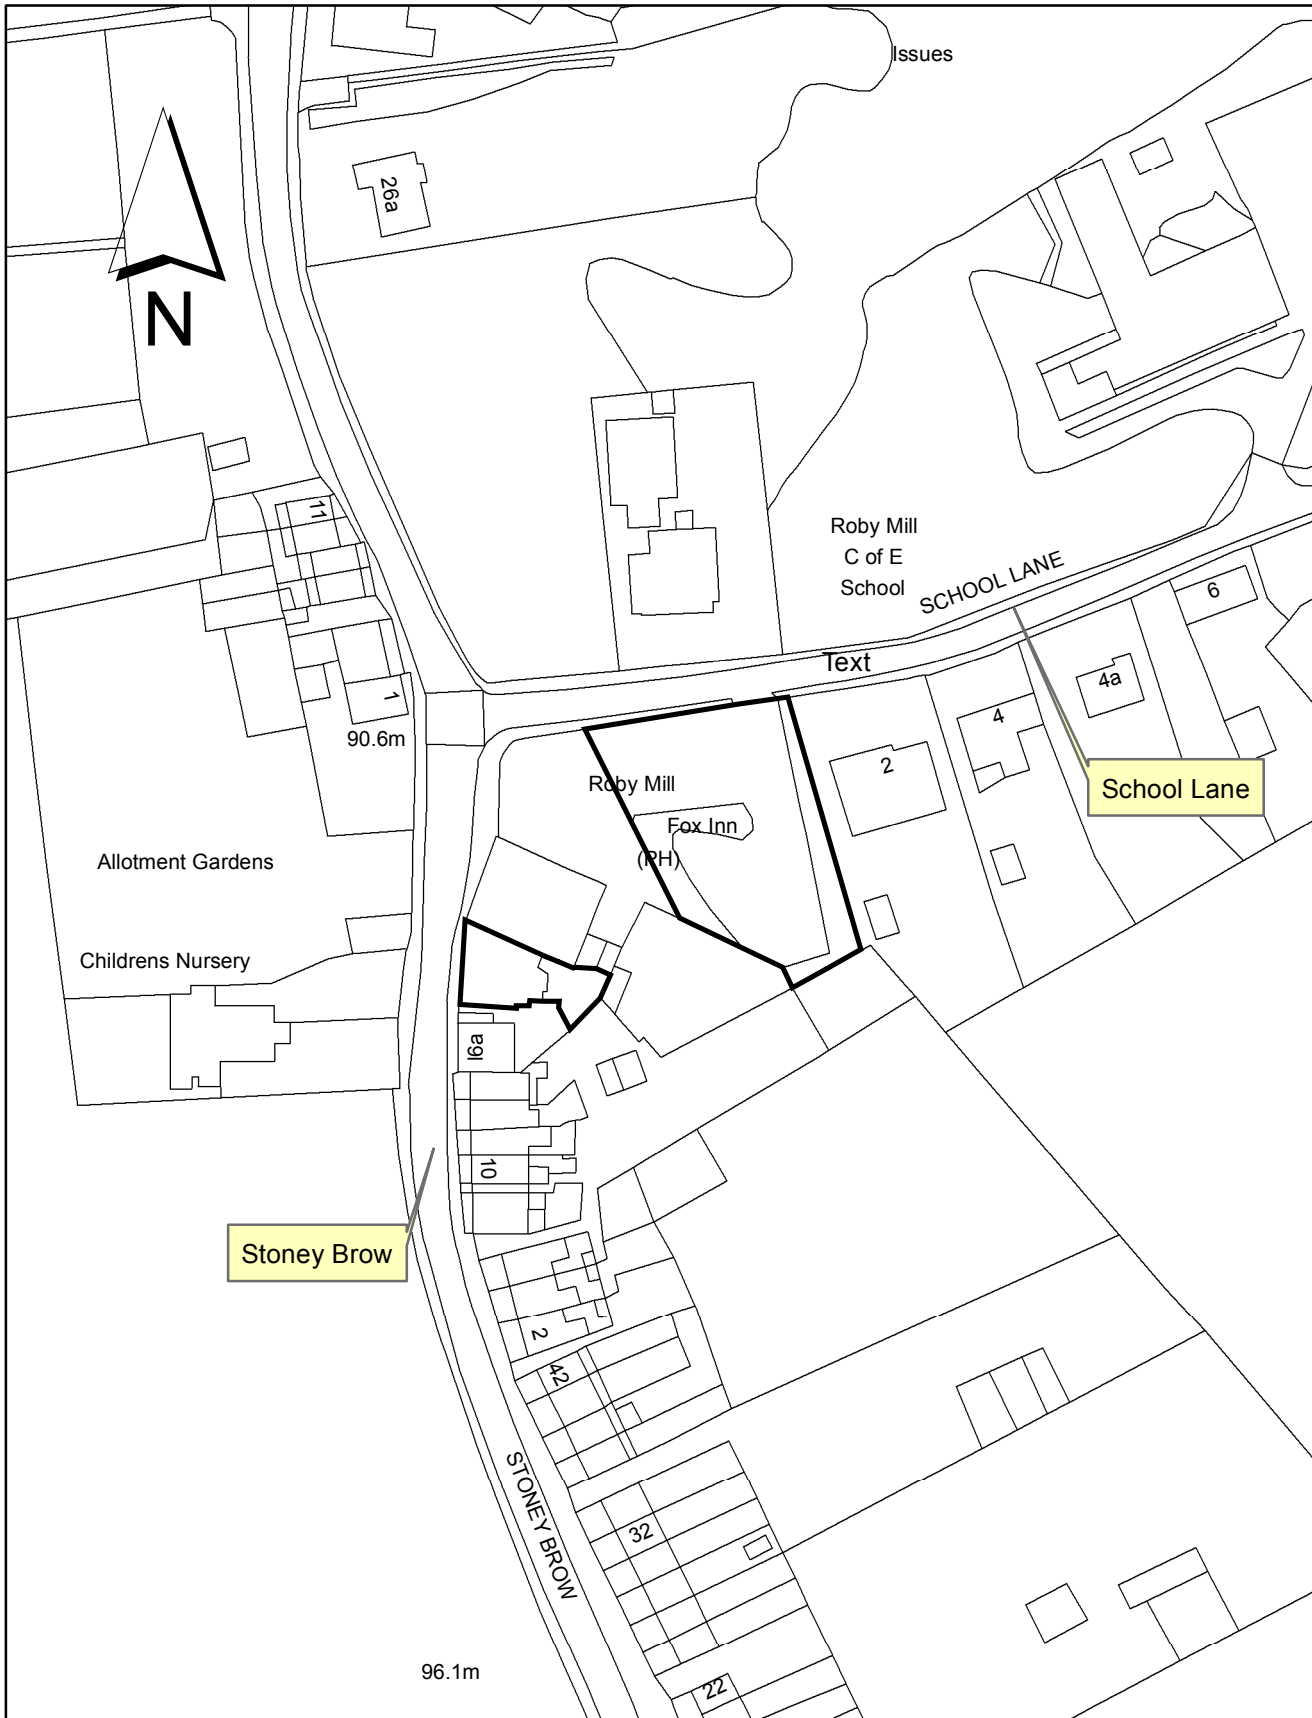 Issues
26a
N
11
Roby Mill
C of E
School
SCHOOL LANE
6
Text
4a
1
4
90.6m
2
School Lane
Roby Mill
Fox Inn
(PH)
Allotment Gardens
Childrens Nursery
16a
10
Stoney Brow
2
42
STONEY BROW
32
96.1m
22